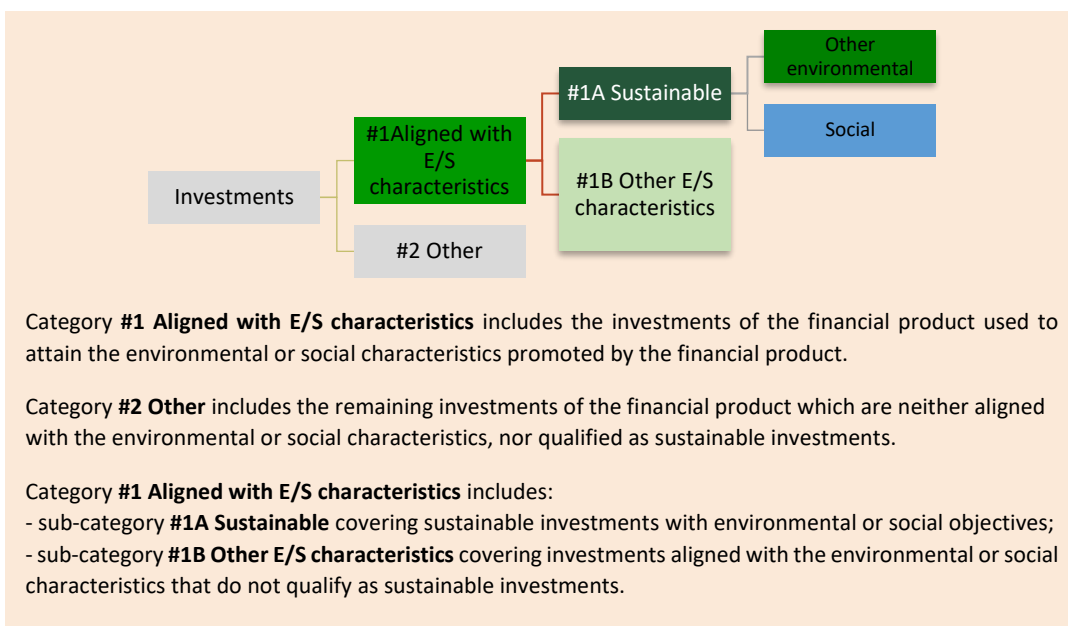 Other
environmental
#1A Sustainable
#1Aligned with
E/S
characteristics
Social
Investments
#1B Other E/S
characteristics
#2 Other
Category #1 Aligned with E/S characteristics includes the investments of the financial product used to
attain the environmental or social characteristics promoted by the financial product.
Category #2 Other includes the remaining investments of the financial product which are neither aligned
with the environmental or social characteristics, nor qualified as sustainable investments.
Category #1 Aligned with E/S characteristics includes:
- sub-category #1A Sustainable covering sustainable investments with environmental or social objectives;
- sub-category #1B Other E/S characteristics covering investments aligned with the environmental or social
characteristics that do not qualify as sustainable investments.